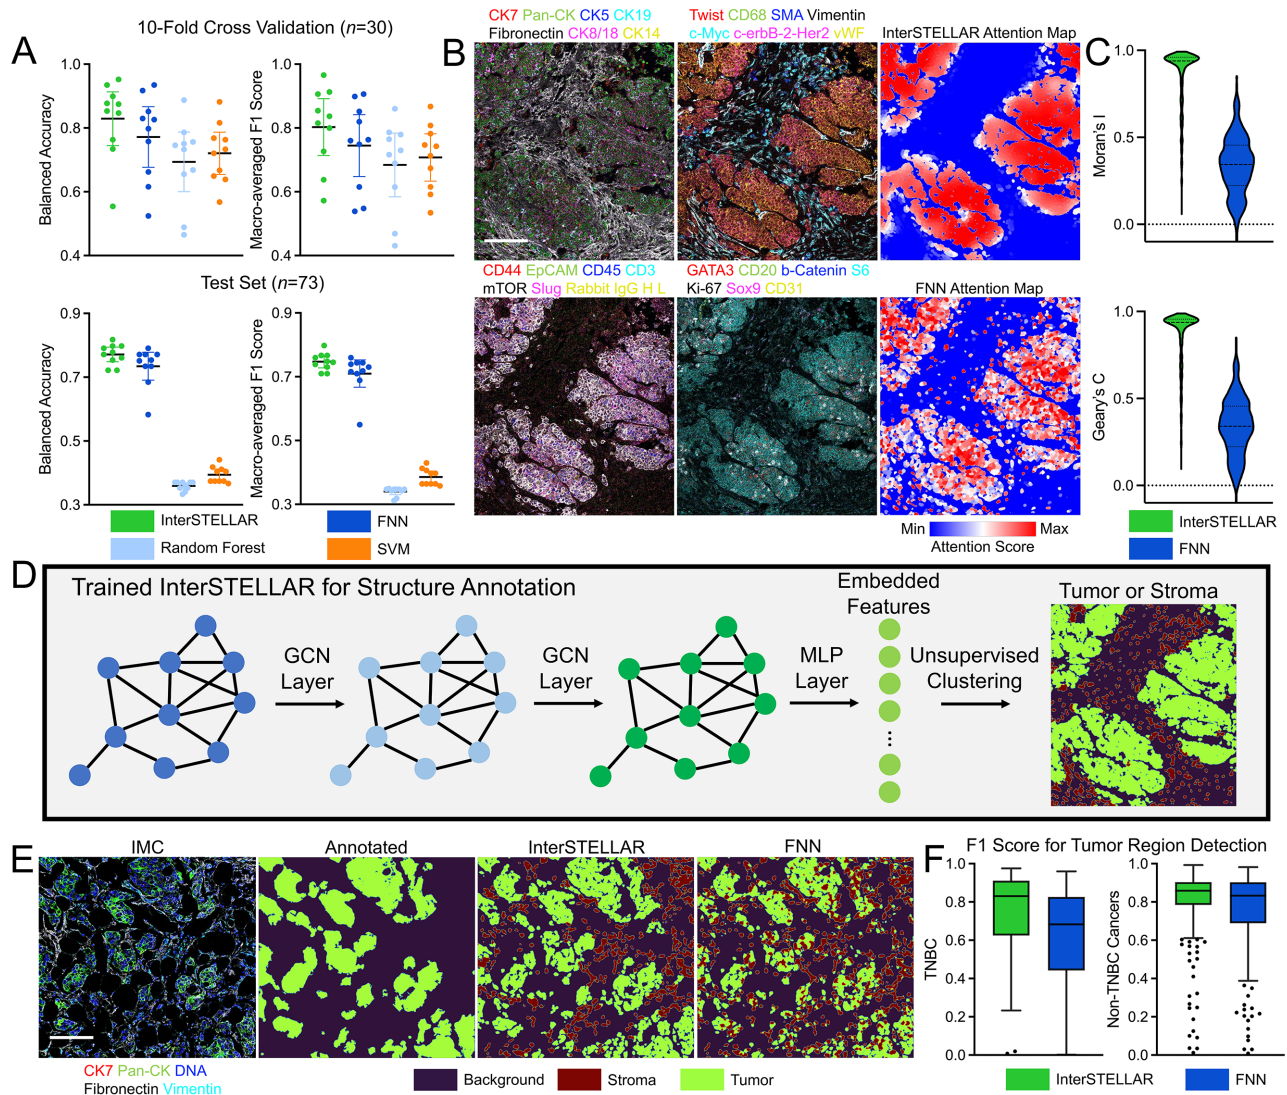 A
10-Fold Cross Validation (n=30)
Balanced Accuracy
1.0
0.8
0.6
0.4
Macro-averaged F1 Score
1.0
0.8
0.6
0.4
Test Set (n=73)
Balanced Accuracy
0.9
0.7
0.5
0.3
Macro-averaged F1 Score
0.9
0.7
0.5
0.3
InterSTELLAR
FNN
Random Forest
SVM
B
CK7 Pan-CK CK5 CK19
Fibronectin CK8/18 CK14
Twist CD68 SMA Vimentin
c-Myc c-erbB-2-Her2 vWF
InterSTELLAR Attention Map
CD44 EpCAM CD45 CD3
mTOR Slug Rabbit IgG H L
GATA3 CD20 b-Catenin S6
Ki-67 Sox9 CD31
FNN Attention Map
Min
Max
Attention Score
C
Moran's I
1.0
0.5
0.0
Geary's C
1.0
0.5
0.0
InterSTELLAR
FNN
D
Trained InterSTELLAR for Structure Annotation
GCN
Layer
GCN
Layer
MLP
Layer
Embedded
Features
Unsupervised
Clustering
Tumor or Stroma
E
IMC
Annotated
InterSTELLAR
FNN
CK7 Pan-CK DNA
Fibronectin Vimentin
Background
Stroma
Tumor
F
F1 Score for Tumor Region Detection
TNBC
1.0
0.8
0.6
0.4
0.2
0.0
Non-TNBC Cancers
1.0
0.8
0.6
0.4
0.2
0.0
InterSTELLAR
FNN